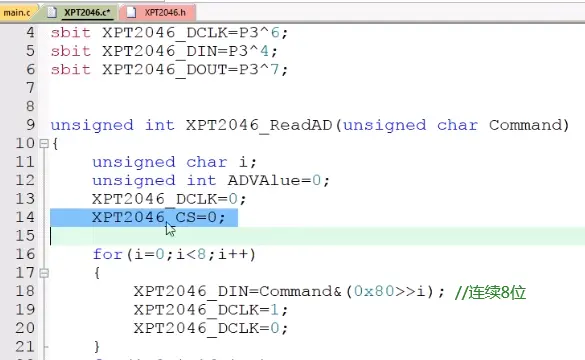 main.c XPT2046.c* XPT2046.h
4 sbit XPT2046_DCLK=P3^6;
5 sbit XPT2046_DIN=P3^4;
6 sbit XPT2046_DOUT=P3^7;
7
8
9 unsigned int XPT2046_ReadAD(unsigned char Command)
10 {
11 unsigned char i;
12 unsigned int ADVAlue=0;
13 XPT2046_DCLK=0;
14 XPT2046_CS=0;
15
16 for(i=0;i<8;i++)
17 {
18 XPT2046_DIN=Command&(0x80>>i); //连续8位
19 XPT2046_DCLK=1;
20 XPT2046_DCLK=0;
21 }